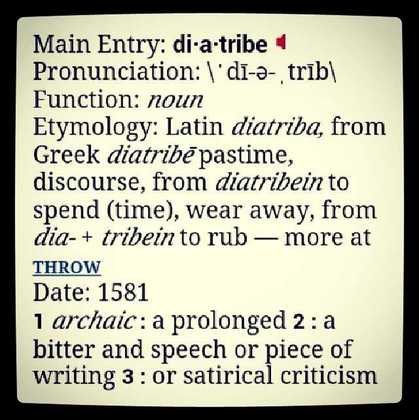 Main Entry: di·a·tribe
Pronunciation: \ˈdī-ə-ˌtrīb\
Function: noun
Etymology: Latin diatriba, from
Greek diatribē pastime,
discourse, from diatribein to
spend (time), wear away, from
dia- + tribein to rub — more at
THROW
Date: 1581
1 archaic : a prolonged 2 : a
bitter and speech or piece of
writing 3 : or satirical criticism